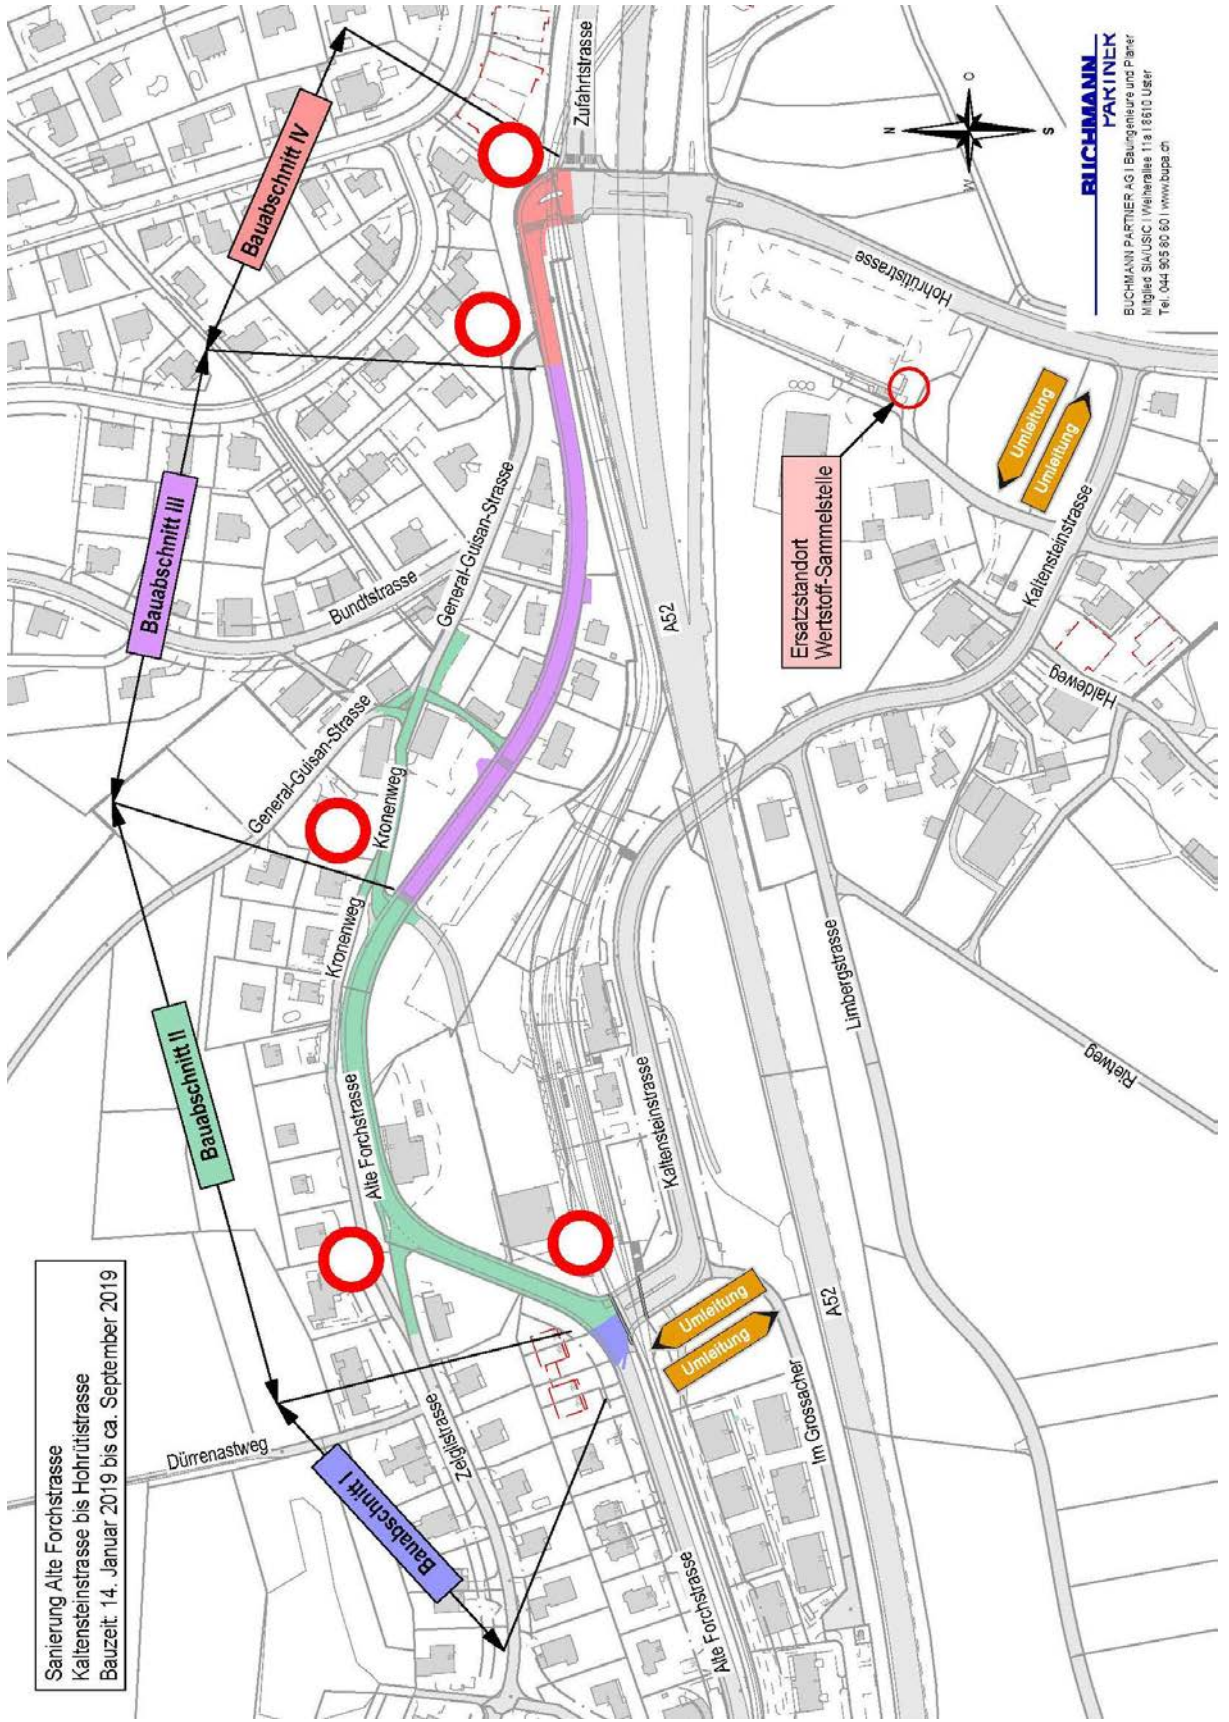 Sanierung Alte Forchstrasse
Kaltensteinstrasse bis Hohrütistrasse
Bauzeit: 14. Januar 2019 bis ca. September 2019
Bauabschnitt I
Bauabschnitt II
Bauabschnitt III
Bauabschnitt IV
Dürrenastweg
Zelglistrasse
Alte Forchstrasse
Kronenweg
Kronenweg
General-Guisan-Strasse
General-Guisan-Strasse
Bundtstrasse
Zufahrtstrasse
Alte Forchstrasse
Im Grossacher
Umleitung
Umleitung
Kaltensteinstrasse
A52
A52
Limbergstrasse
Rietweg
Haldeweg
Kaltensteinstrasse
Hohrütistrasse
Umleitung
Umleitung
Ersatzstandort
Wertstoff-Sammelstelle
N
O
S
W
BUCHMANN
PARTNER
BUCHMANN PARTNER AG I Bauingenieure und Planer
Mitglied SIA/USIC I Weiherallee 11a I 8610 Uster
Tel. 044 905 80 60 I www.bupa.ch